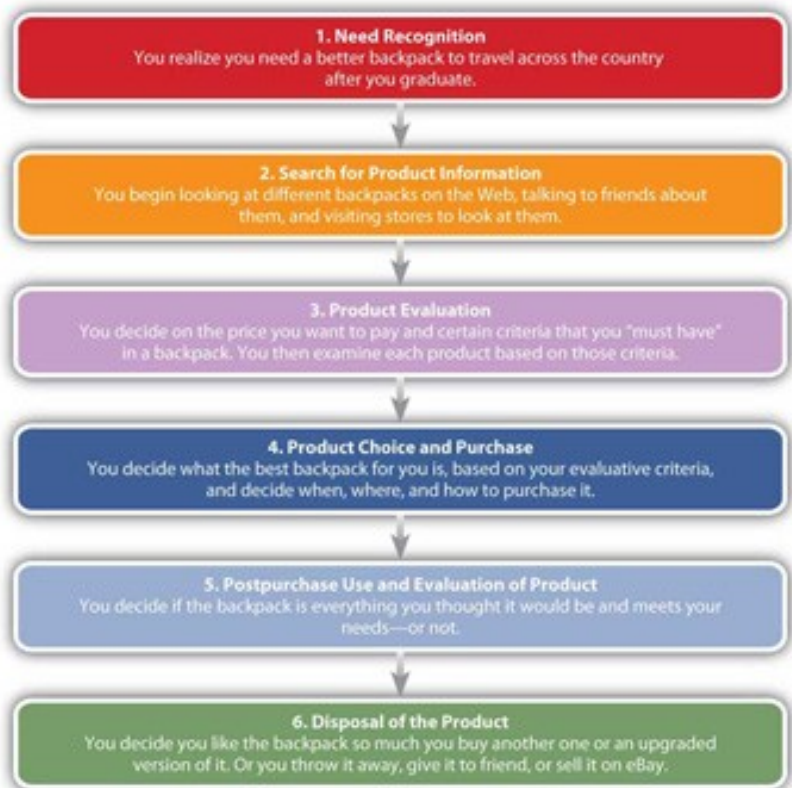 1. Need Recognition
You realize you need a better backpack to travel across the country
after you graduate.
2. Search for Product Information
You begin looking at different backpacks on the Web, talking to friends about
them, and visiting stores to look at them.
3. Product Evaluation
You decide on the price you want to pay and certain criteria that you "must have"
in a backpack. You then examine each product based on those criteria.
4. Product Choice and Purchase
You decide what the best backpack for you is, based on your evaluative criteria,
and decide when, where, and how to purchase it.
5. Postpurchase Use and Evaluation of Product
You decide if the backpack is everything you thought it would be and meets your
needs—or not.
6. Disposal of the Product
You decide you like the backpack so much you buy another one or an upgraded
version of it. Or you throw it away, give it to friend, or sell it on eBay.